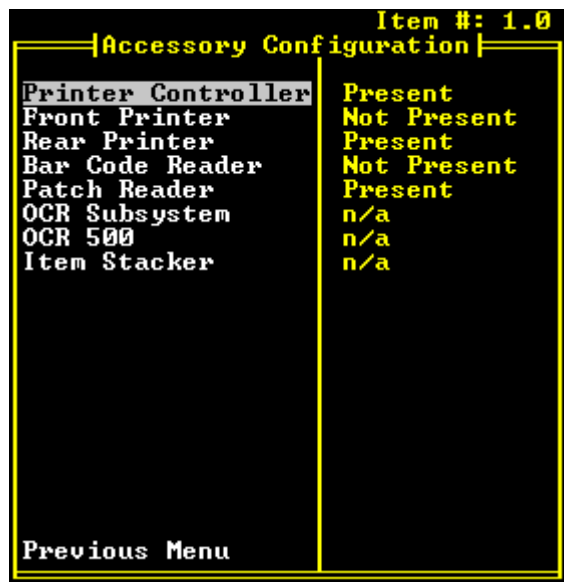 Item #: 1.0
Accessory Configuration
Printer Controller Present
Front Printer Not Present
Rear Printer Present
Bar Code Reader Not Present
Patch Reader Present
OCR Subsystem n/a
OCR 500 n/a
Item Stacker n/a
Previous Menu